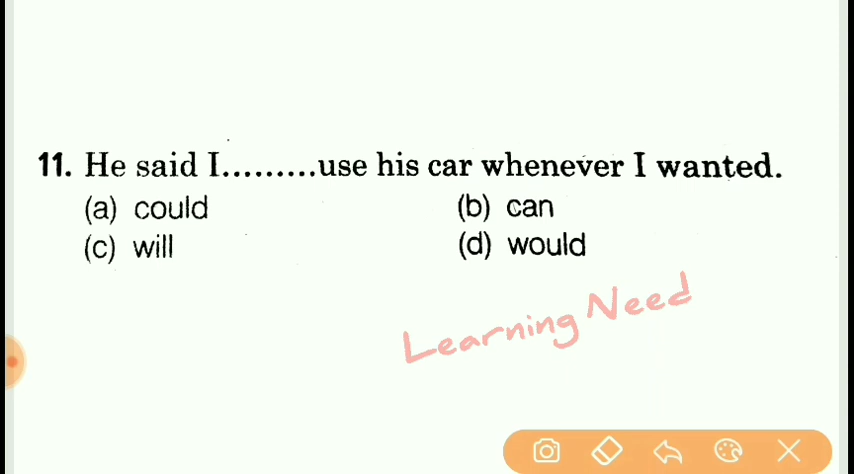 11. He said I.........use his car whenever I wanted.
(a) could (b) can
(c) will (d) would
Learning Need